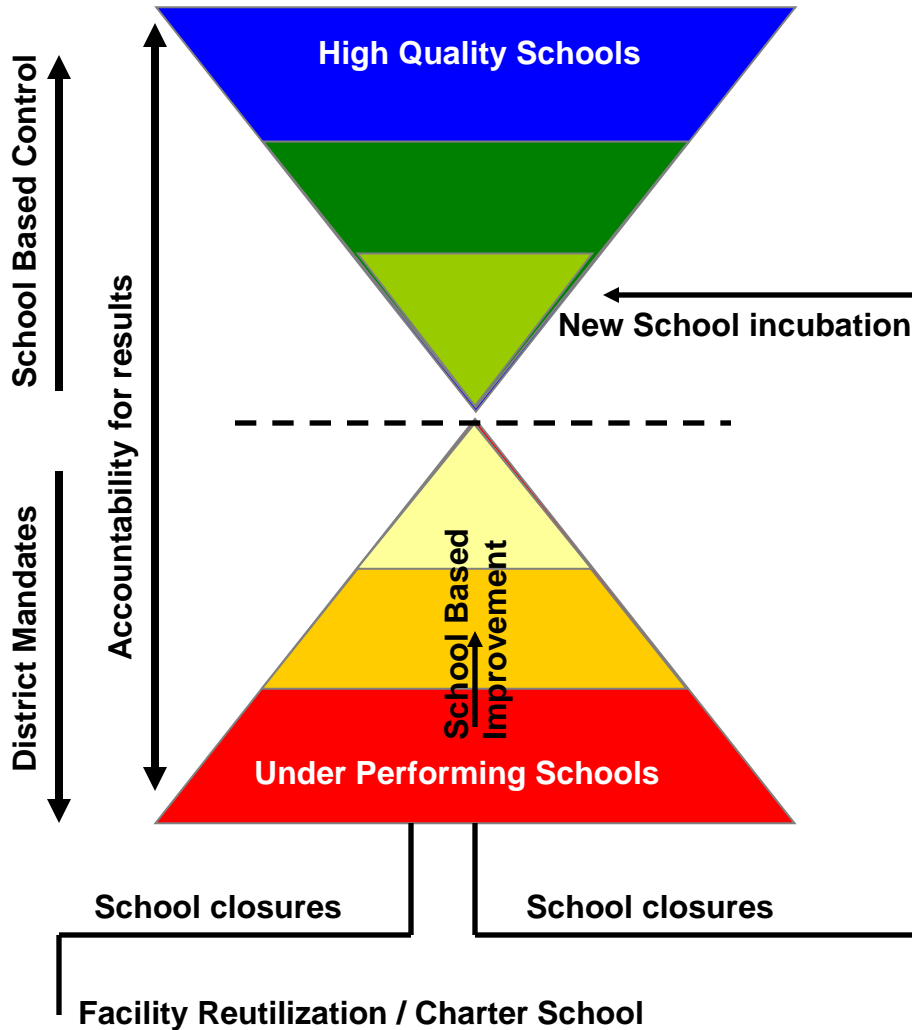 High Quality Schools
School Based Control
Accountability for results
New School incubation
District Mandates
School Based
Improvement
Under Performing Schools
School closures
School closures
Facility Reutilization / Charter School